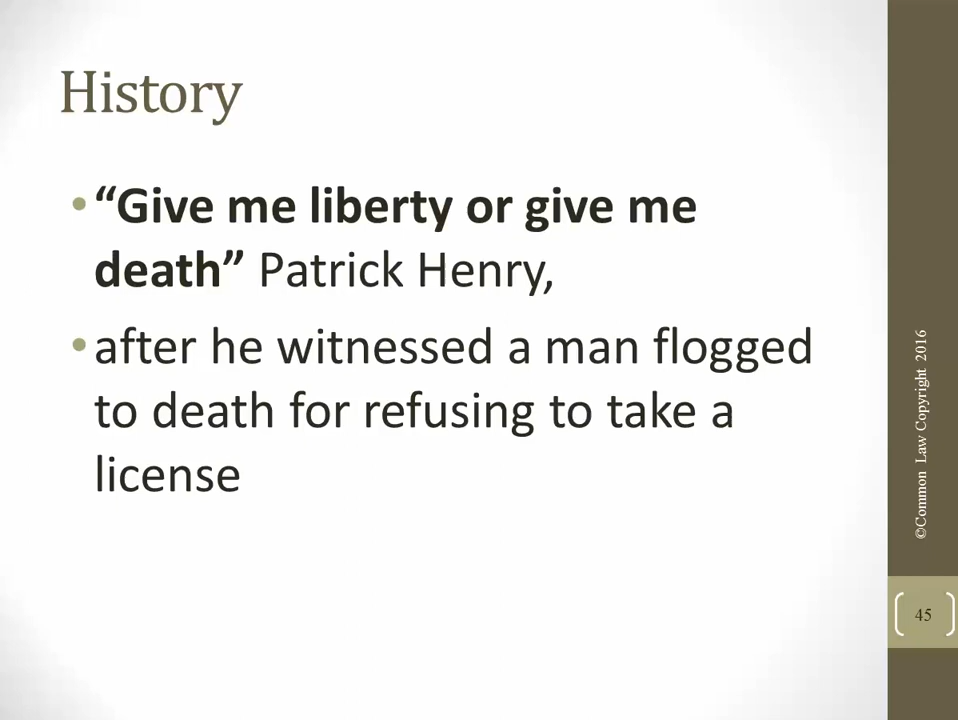 History
• “Give me liberty or give me
death” Patrick Henry,
• after he witnessed a man flogged
to death for refusing to take a
license
©Common Law Copyright 2016
45